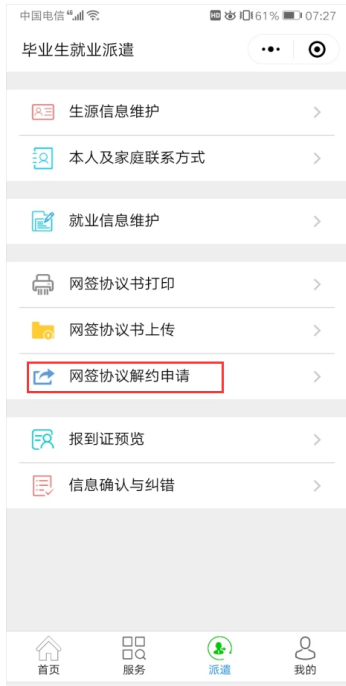 中国电信 HD 61% 07:27
毕业生就业派遣
生源信息维护
本人及家庭联系方式
就业信息维护
网签协议书打印
网签协议书上传
网签协议解约申请
报到证预览
信息确认与纠错
首页 服务 派遣 我的